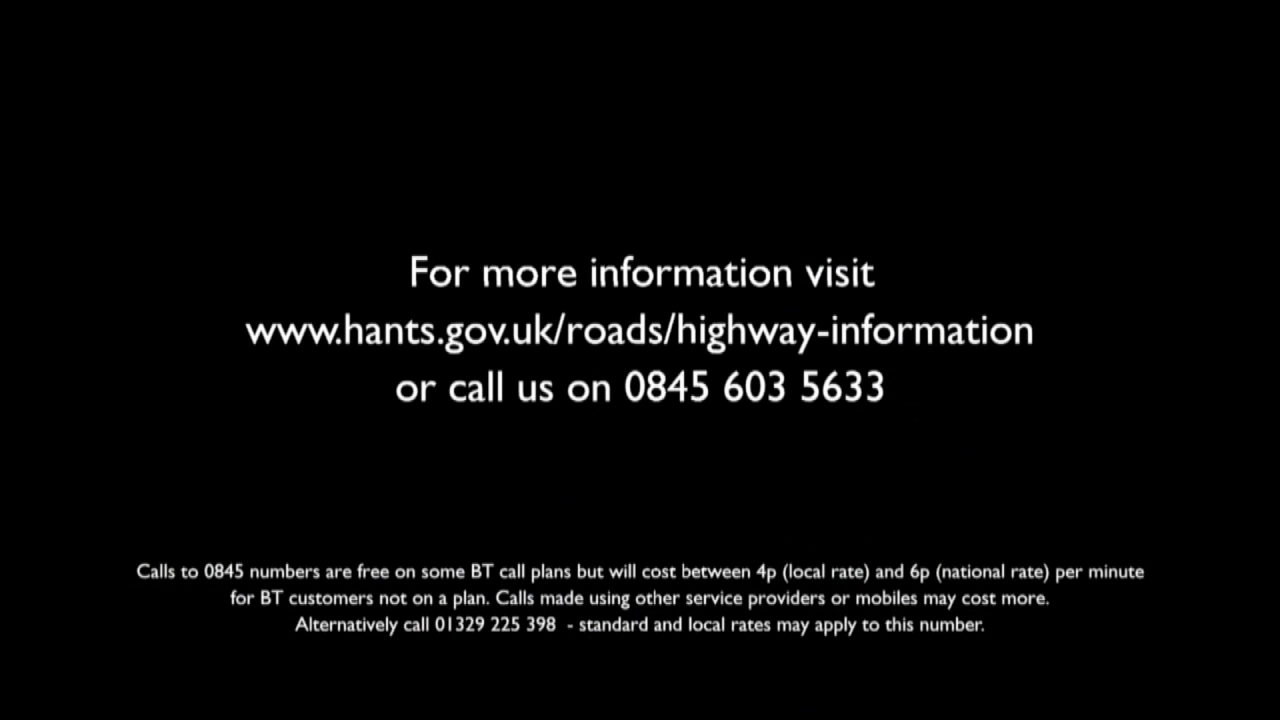 For more information visit
www.hants.gov.uk/roads/highway-information
or call us on 0845 603 5633
Calls to 0845 numbers are free on some BT call plans but will cost between 4p (local rate) and 6p (national rate) per minute
for BT customers not on a plan. Calls made using other service providers or mobiles may cost more.
Alternatively call 01329 225 398 - standard and local rates may apply to this number.